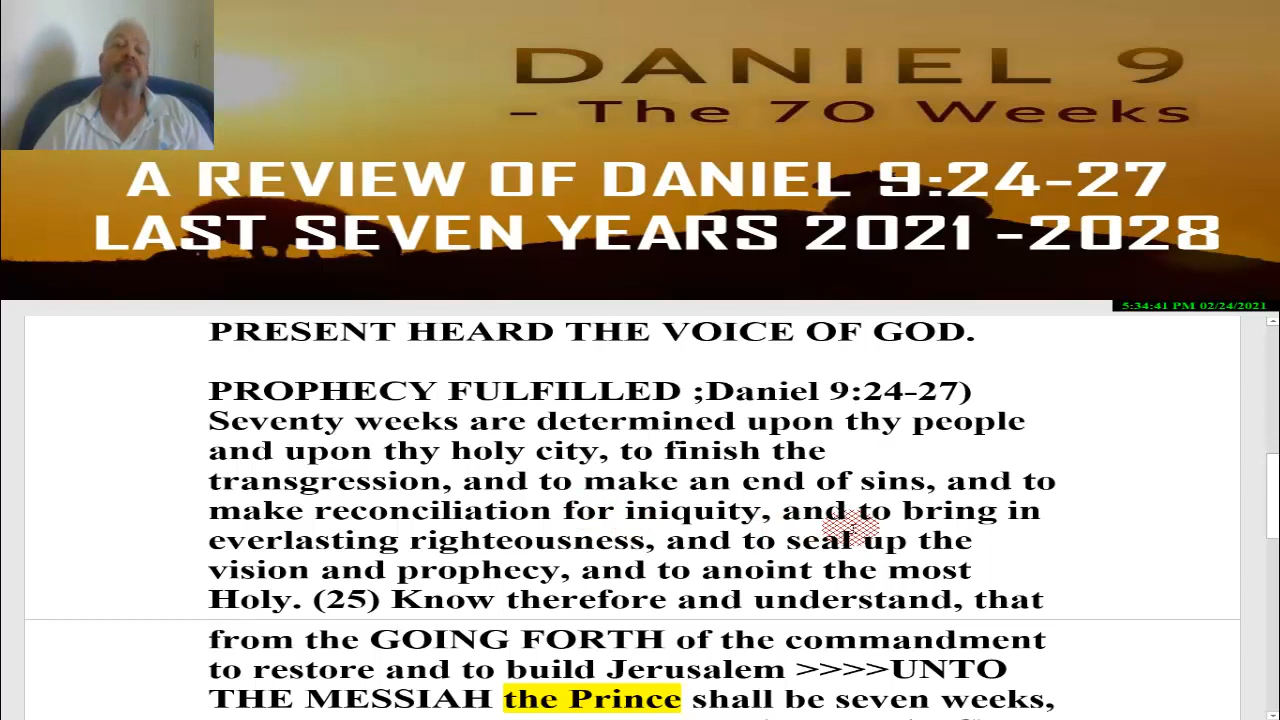 DANIEL 9
- The 70 Weeks
A REVIEW OF DANIEL 9:24-27
LAST SEVEN YEARS 2021 -2028
5:34:41 PM 02/24/2021
PRESENT HEARD THE VOICE OF GOD.
PROPHECY FULFILLED ;Daniel 9:24-27)
Seventy weeks are determined upon thy people
and upon thy holy city, to finish the
transgression, and to make an end of sins, and to
make reconciliation for iniquity, and to bring in
everlasting righteousness, and to seal up the
vision and prophecy, and to anoint the most
Holy. (25) Know therefore and understand, that
from the GOING FORTH of the commandment
to restore and to build Jerusalem >>>>UNTO
THE MESSIAH the Prince shall be seven weeks,